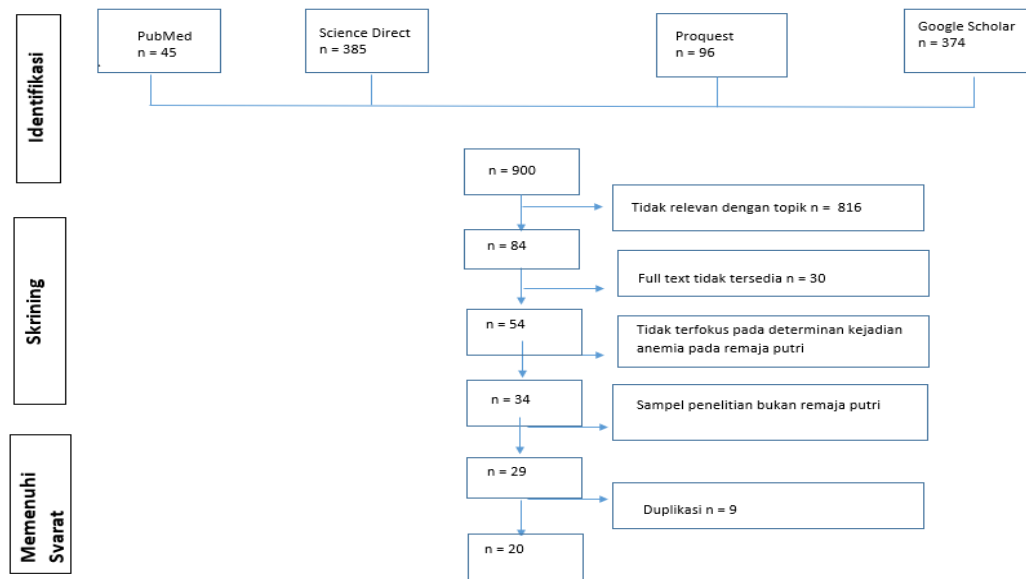 Identifikasi
PubMed
n = 45
Science Direct
n = 385
Proquest
n = 96
Google Scholar
n = 374
n = 900
Tidak relevan dengan topik n = 816
Skrining
n = 84
Full text tidak tersedia n = 30
n = 54
Tidak terfokus pada determinan kejadian
anemia pada remaja putri
n = 34
Sampel penelitian bukan remaja putri
Memenuhi
Svarat
n = 29
Duplikasi n = 9
n = 20